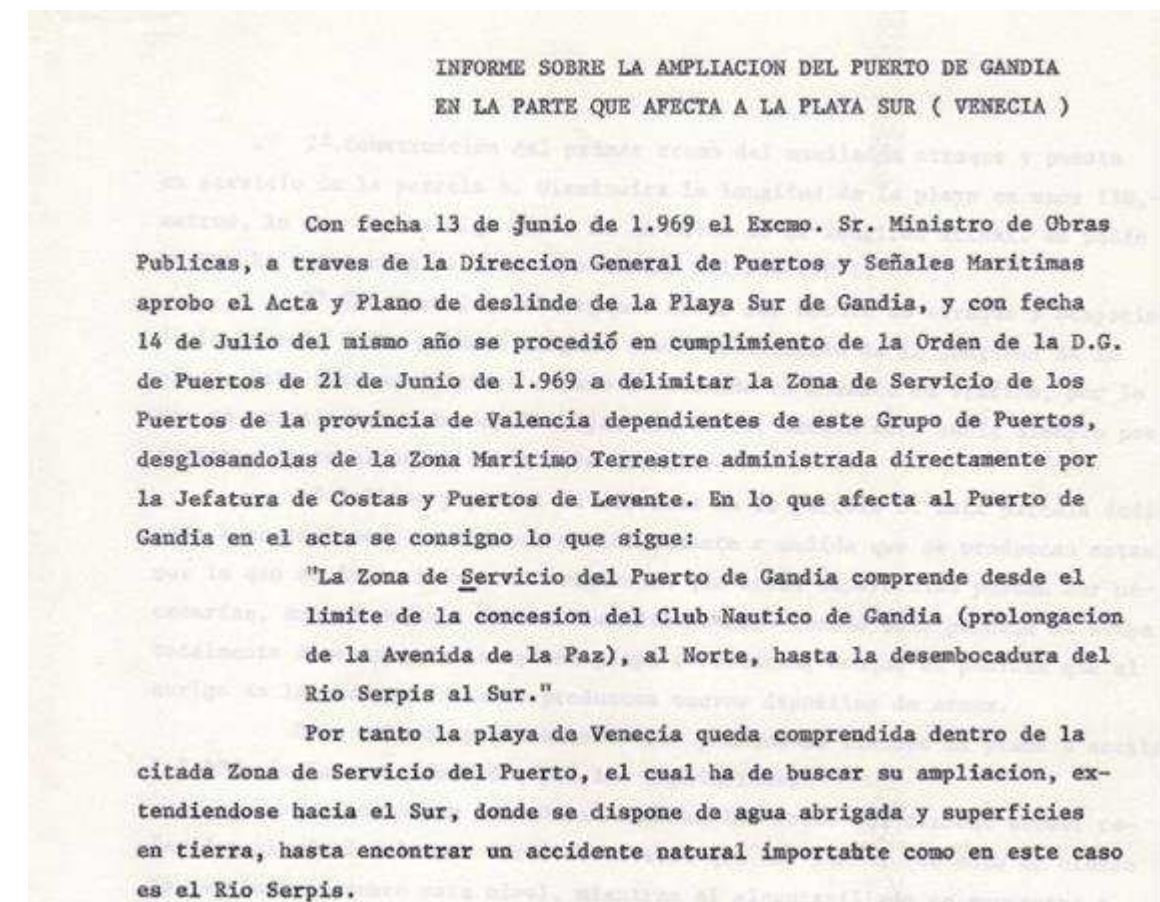 INFORME SOBRE LA AMPLIACION DEL PUERTO DE GANDIA
EN LA PARTE QUE AFECTA A LA PLAYA SUR ( VENECIA )
Con fecha 13 de Junio de 1.969 el Excmo. Sr. Ministro de Obras
Publicas, a traves de la Direccion General de Puertos y Señales Maritimas
aprobo el Acta y Plano de deslinde de la Playa Sur de Gandia, y con fecha
14 de Julio del mismo año se procedió en cumplimiento de la Orden de la D.G.
de Puertos de 21 de Junio de 1.969 a delimitar la Zona de Servicio de los
Puertos de la provincia de Valencia dependientes de este Grupo de Puertos,
desglosandolas de la Zona Maritimo Terrestre administrada directamente por
la Jefatura de Costas y Puertos de Levante. En lo que afecta al Puerto de
Gandia en el acta se consigno lo que sigue:
"La Zona de Servicio del Puerto de Gandia comprende desde el
limite de la concesion del Club Nautico de Gandia (prolongacion
de la Avenida de la Paz), al Norte, hasta la desembocadura del
Rio Serpis al Sur."
Por tanto la playa de Venecia queda comprendida dentro de la
citada Zona de Servicio del Puerto, el cual ha de buscar su ampliacion, ex-
tendiendose hacia el Sur, donde se dispone de agua abrigada y superficies
en tierra, hasta encontrar un accidente natural importahte como en este caso
es el Rio Serpis.